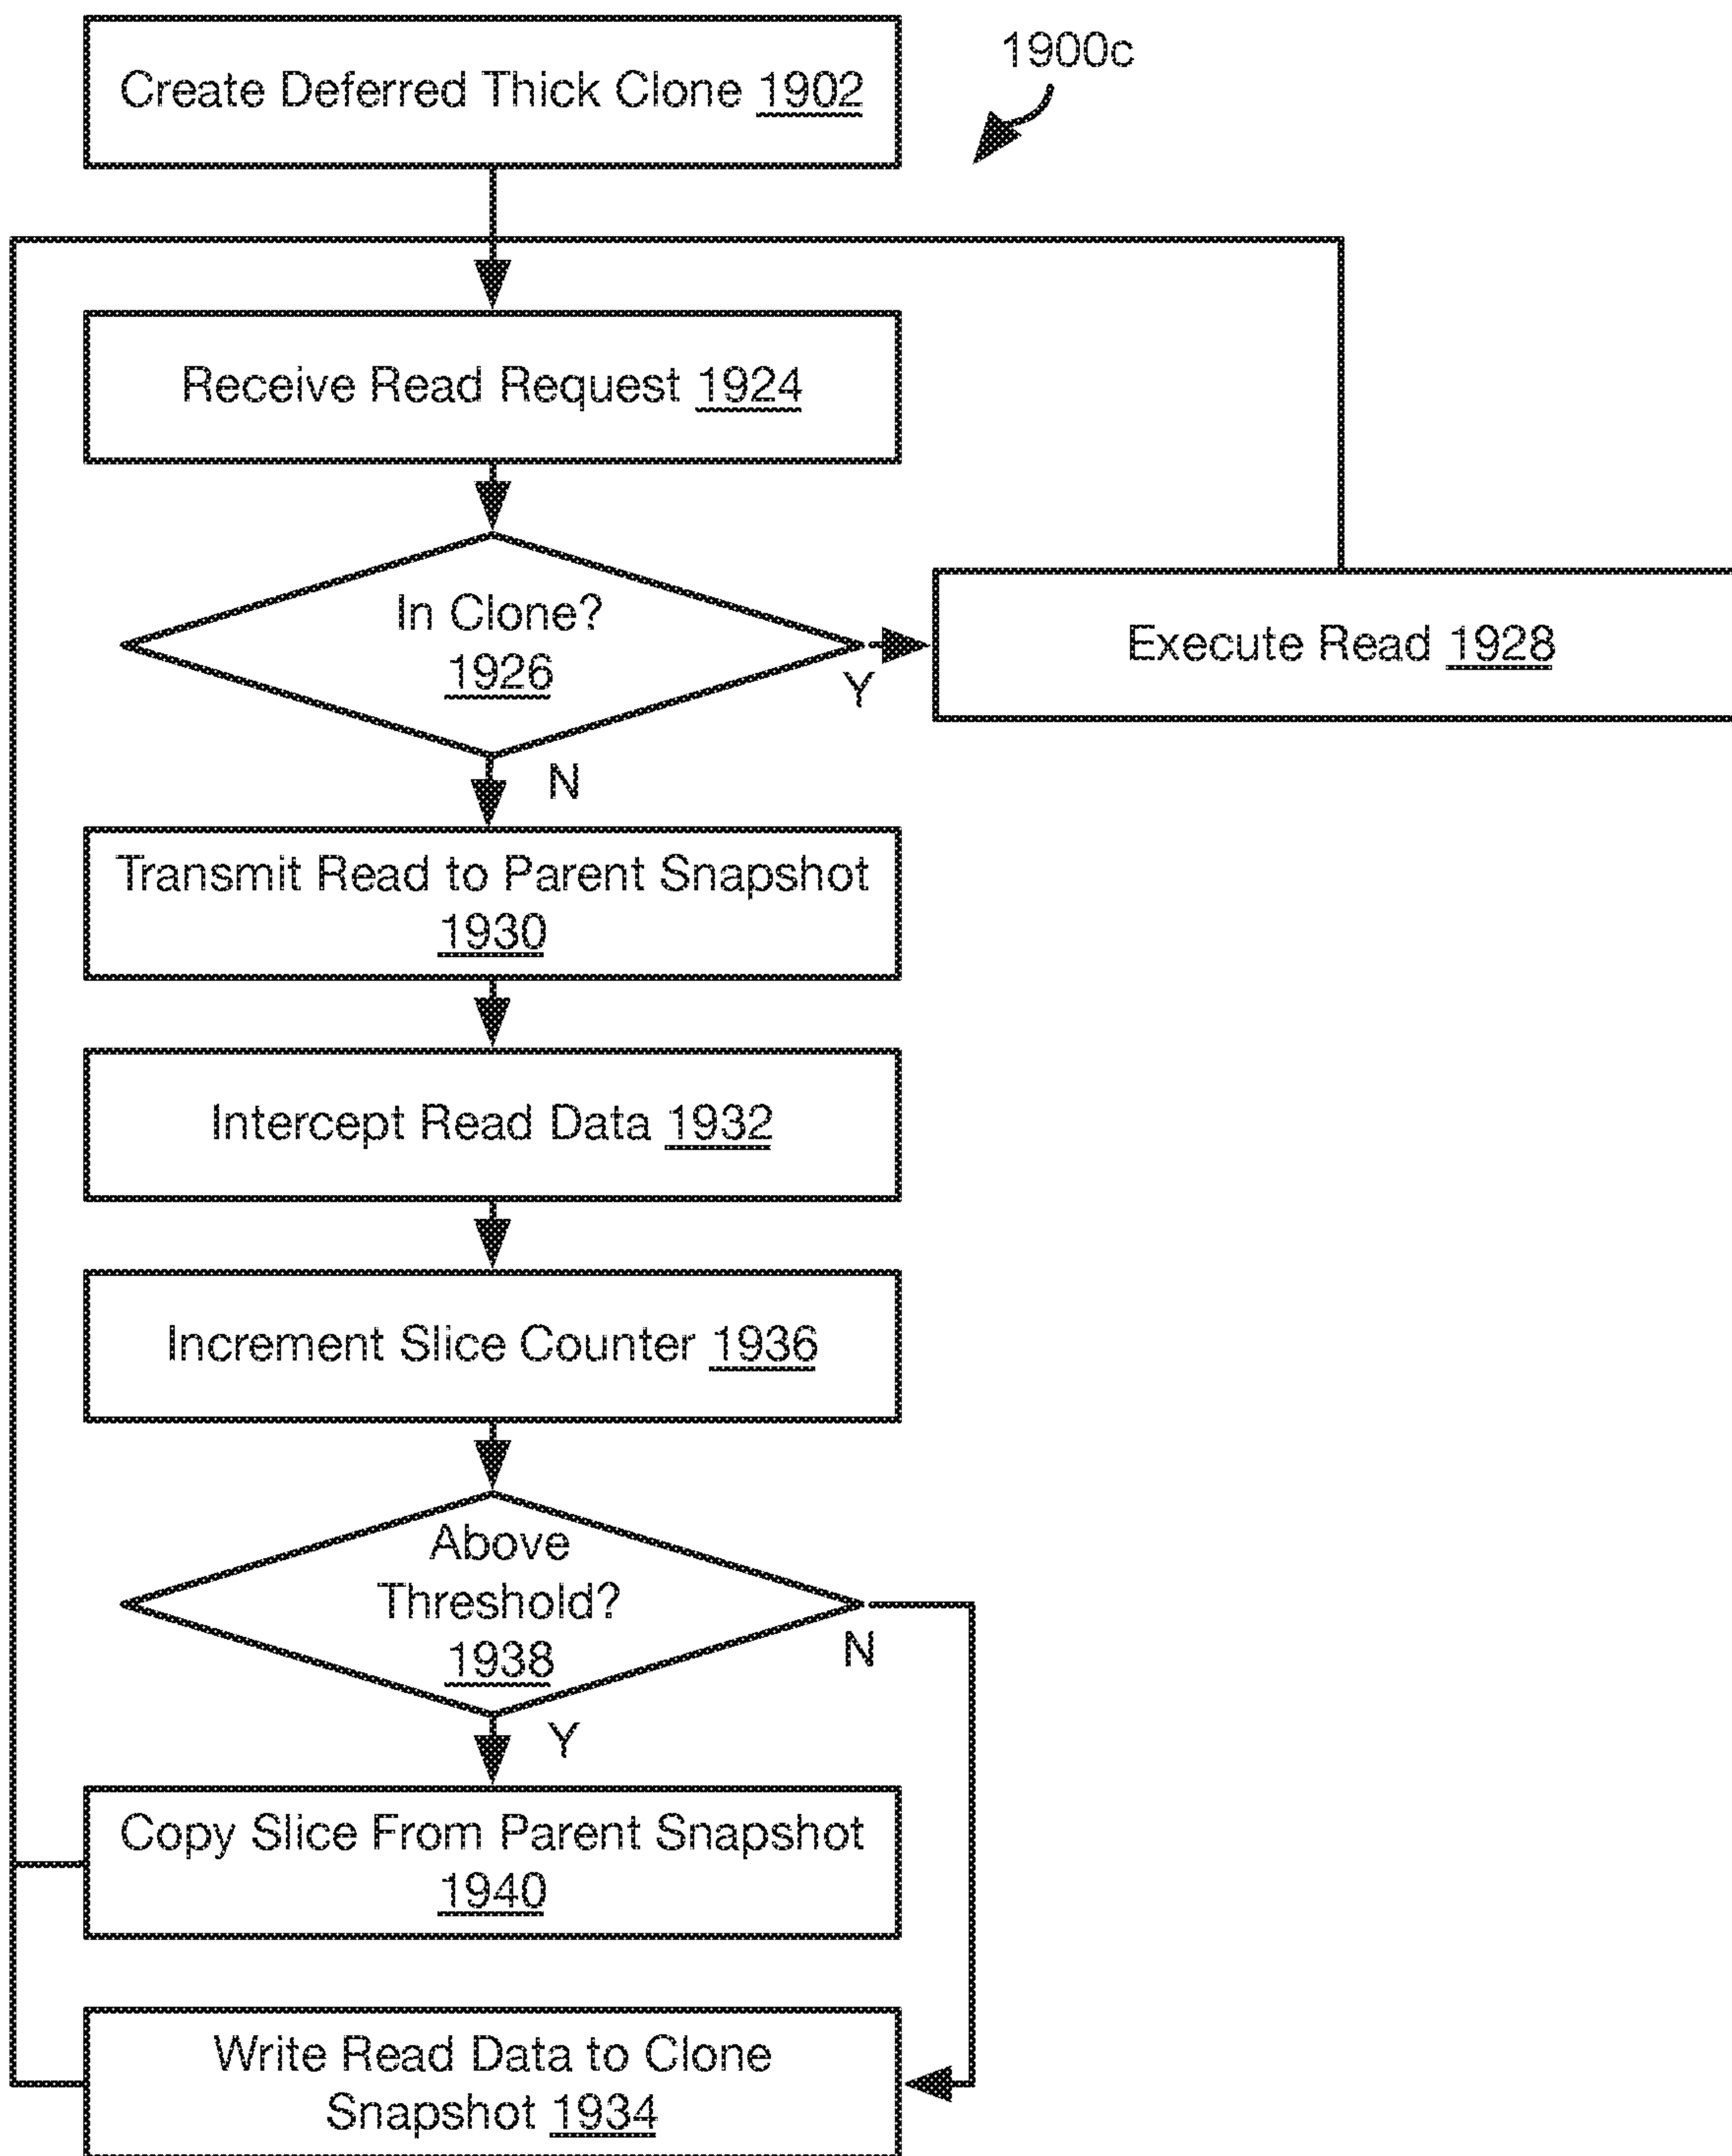 Create Deferred Thick Clone 1902
1900c
Receive Read Request 1924
In Clone?
1926
Y
Execute Read 1928
N
Transmit Read to Parent Snapshot
1930
Intercept Read Data 1932
Increment Slice Counter 1936
Above
Threshold?
1938
N
Y
Copy Slice From Parent Snapshot
1940
Write Read Data to Clone
Snapshot 1934